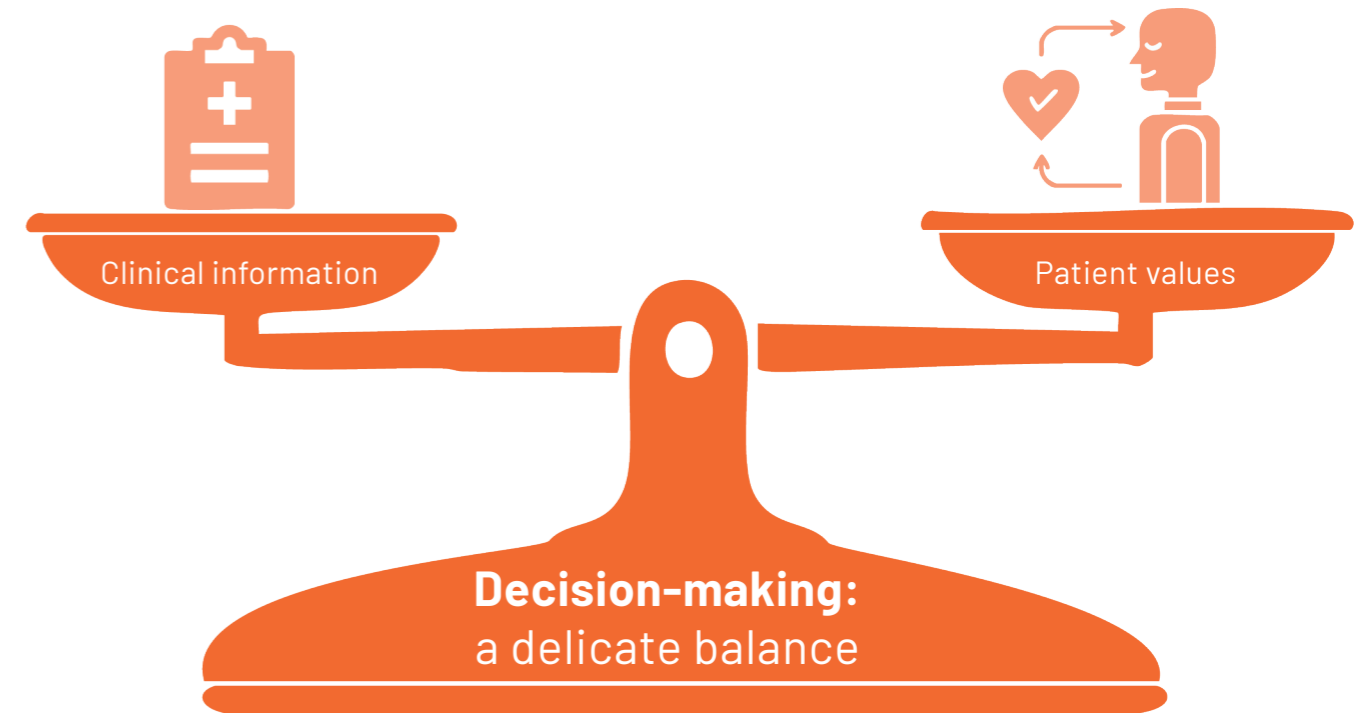 Clinical information
Patient values
Decision-making:
a delicate balance